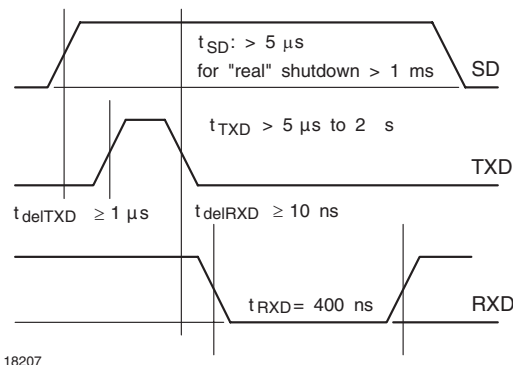 tSD: > 5 μs
for "real" shutdown > 1 ms
SD
tTXD > 5 μs to 2 s
TXD
tdelTXD ≥ 1 μs
tdelRXD ≥ 10 ns
tRXD = 400 ns
RXD
18207